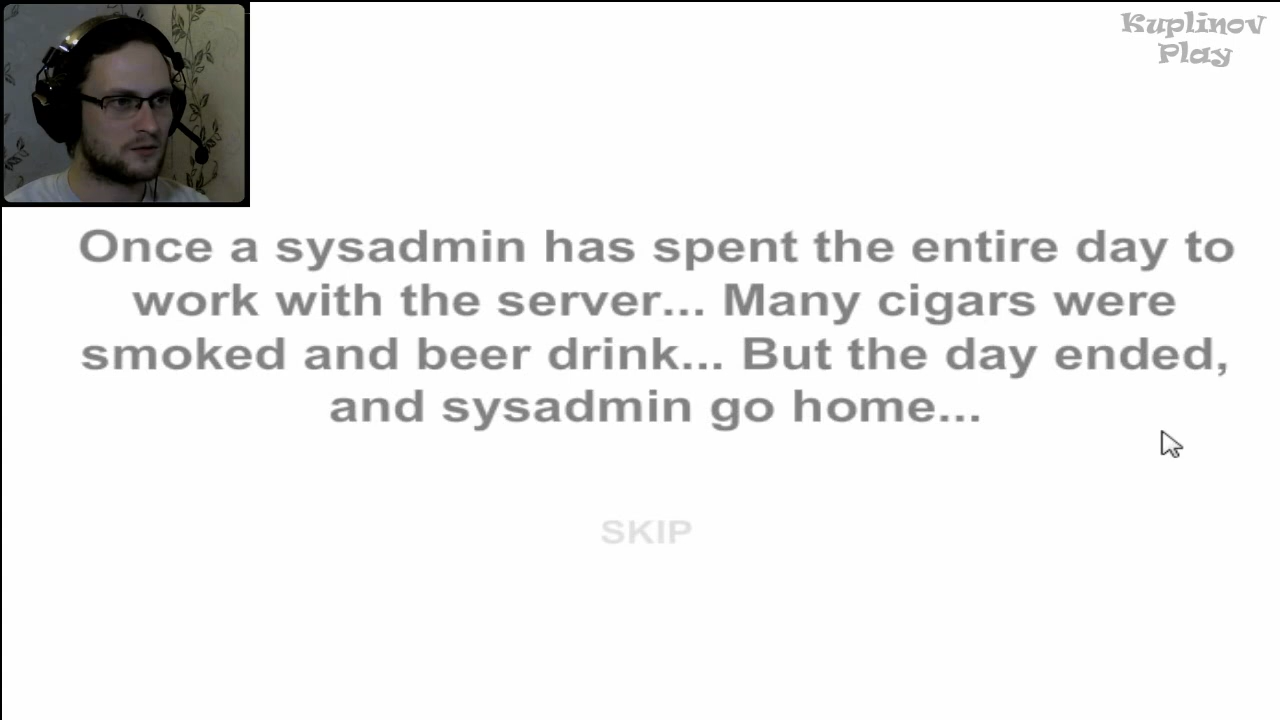 Kuplinov
Play
Once a sysadmin has spent the entire day to
work with the server... Many cigars were
smoked and beer drink... But the day ended,
and sysadmin go home...
SKIP